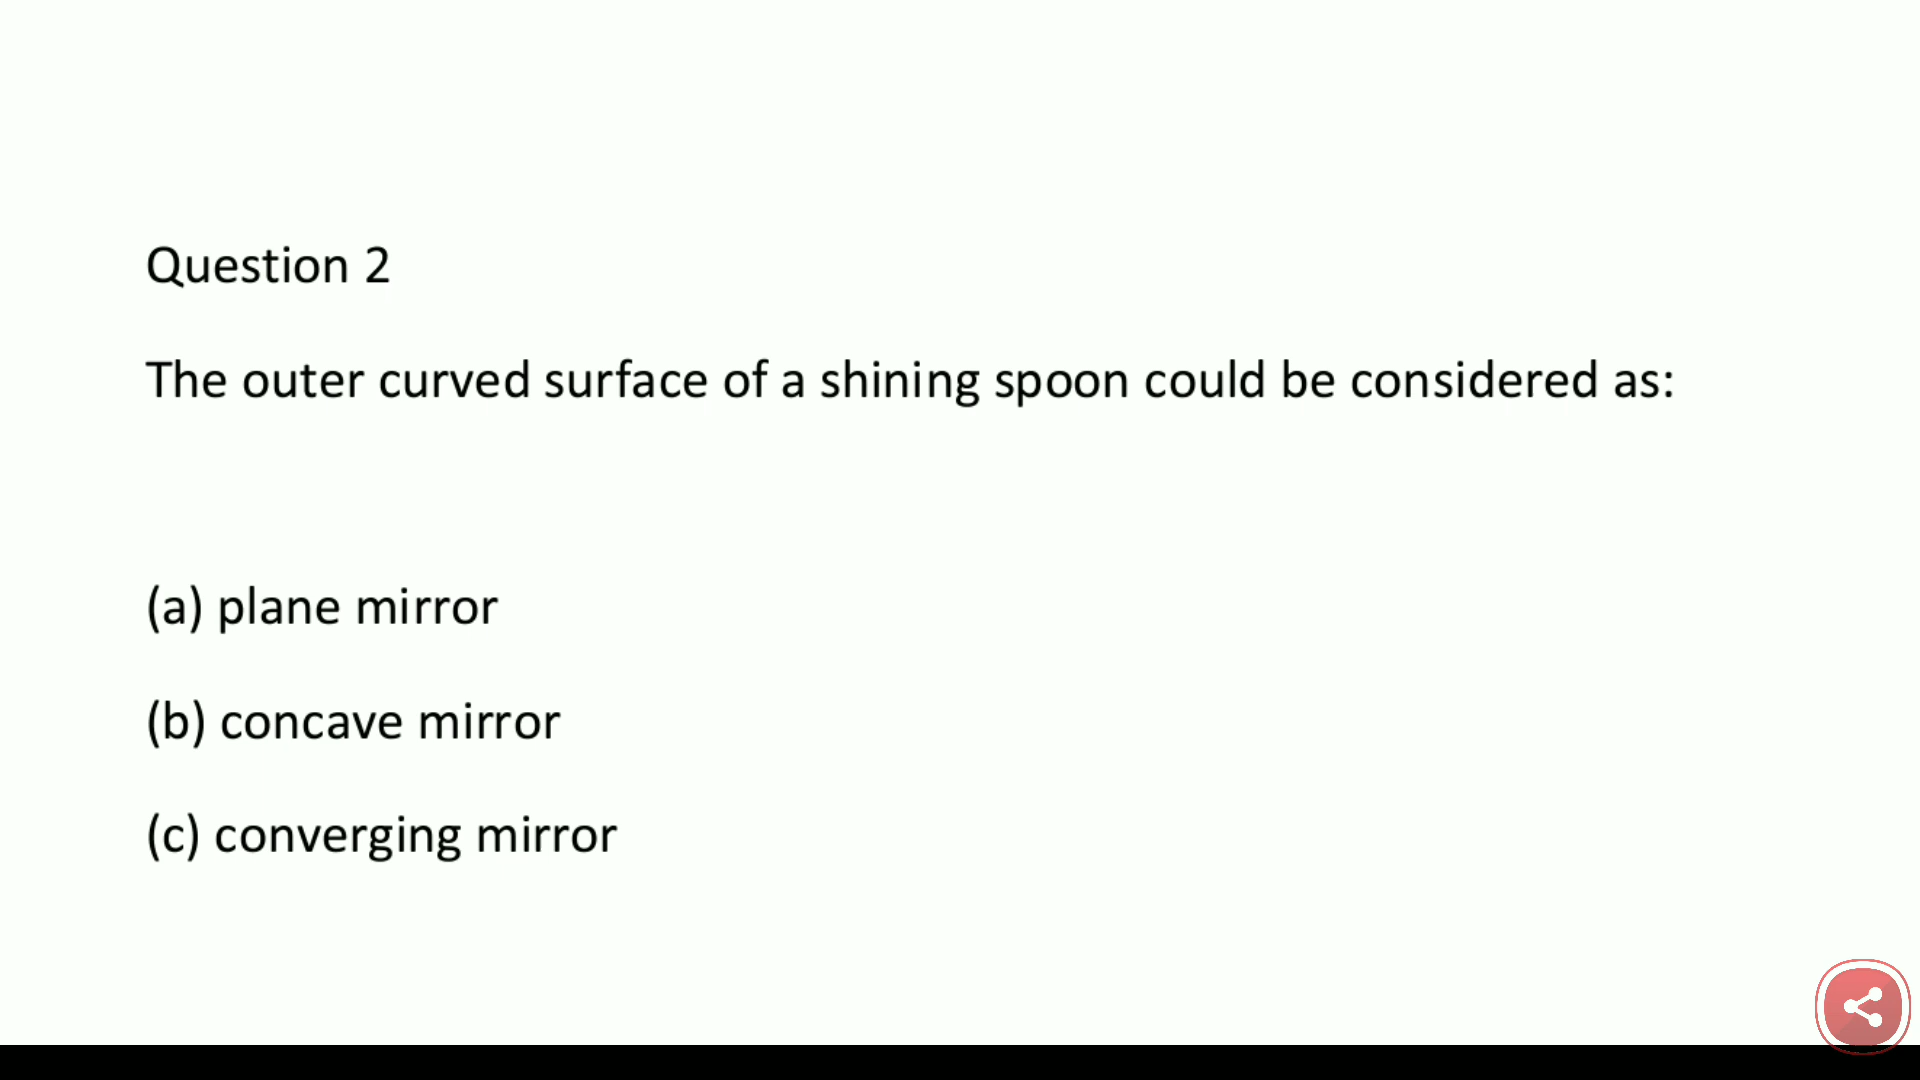 Question 2
The outer curved surface of a shining spoon could be considered as:
(a) plane mirror
(b) concave mirror
(c) converging mirror